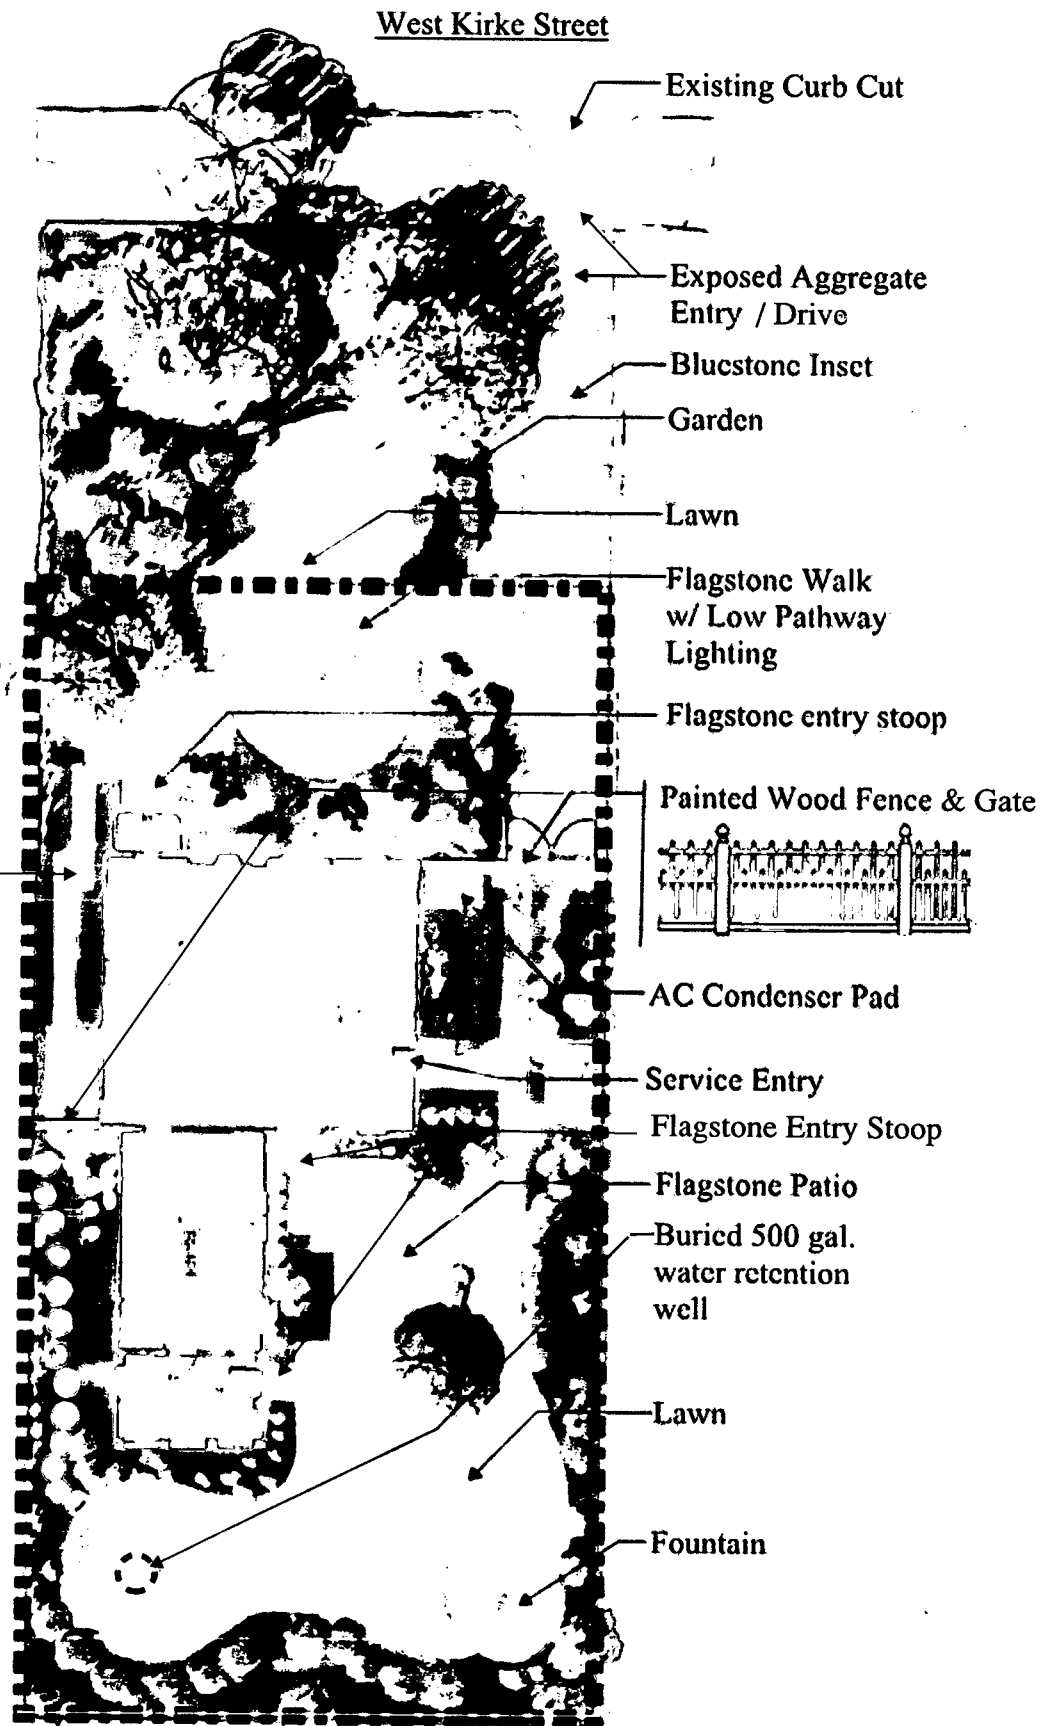 West Kirke Street
Existing Curb Cut
Exposed Aggregate
Entry / Drive
Bluestone Inset
Garden
Lawn
Flagstone Walk
w/ Low Pathway
Lighting
Flagstone entry stoop
Painted Wood Fence & Gate
AC Condenser Pad
Service Entry
Flagstone Entry Stoop
Flagstone Patio
Buried 500 gal.
water retention
well
Lawn
Fountain